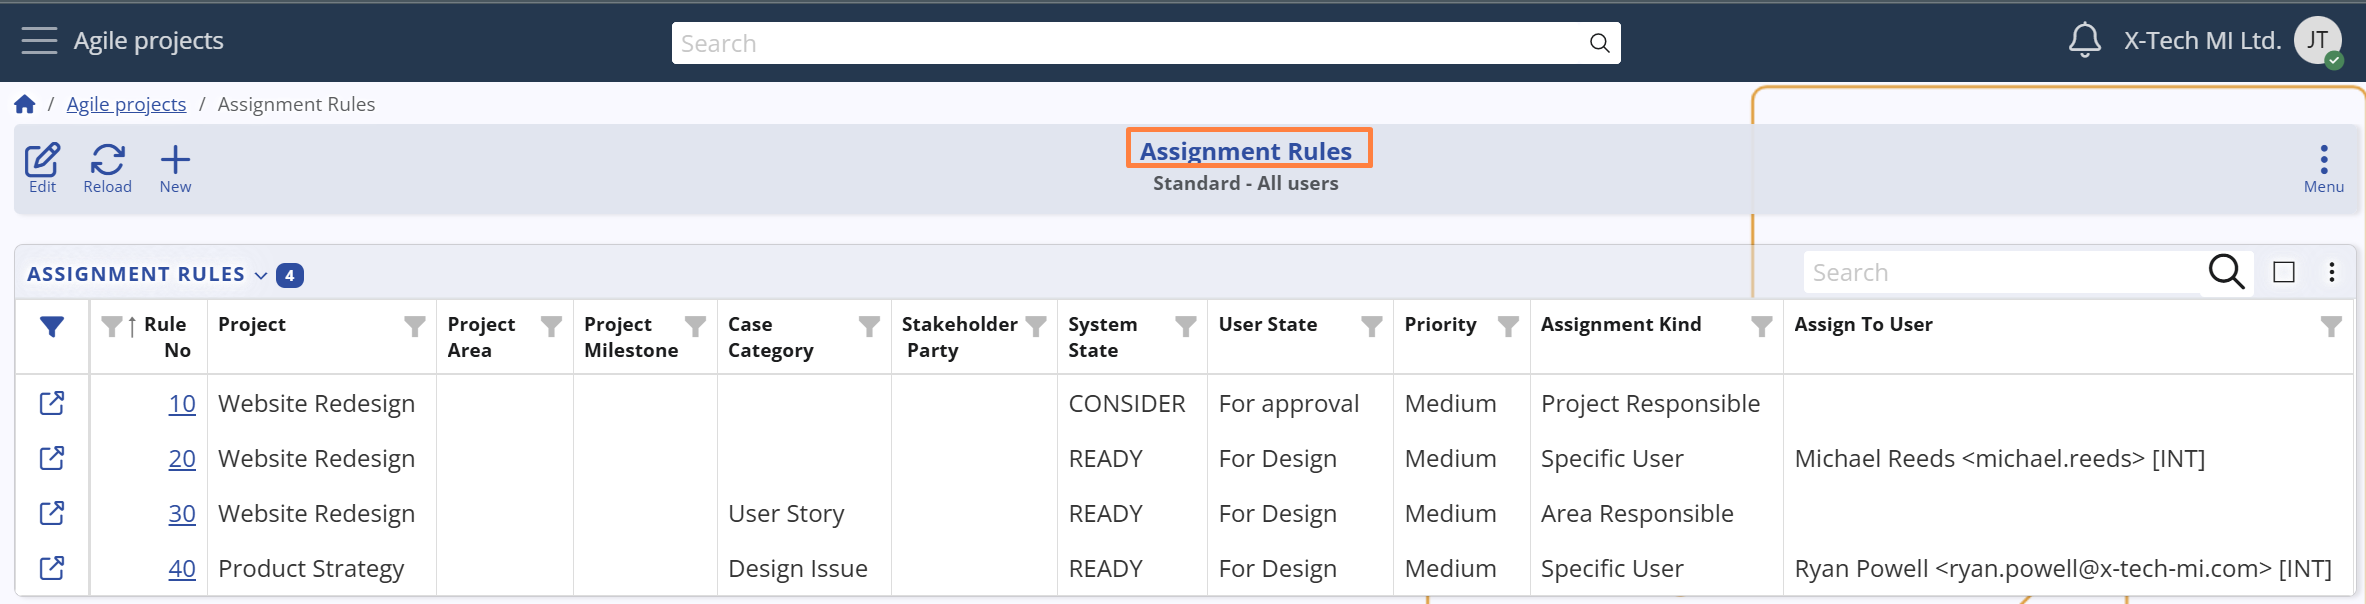 Agile projects
Search
X-Tech MI Ltd.
JT
/ Agile projects / Assignment Rules
Edit
Reload
New
Assignment Rules
Standard - All users
Menu
ASSIGNMENT RULES 4
Search
Rule No Project Project Area Project Milestone Case Category Stakeholder Party System State User State Priority Assignment Kind Assign To User
10 Website Redesign CONSIDER For approval Medium Project Responsible
20 Website Redesign READY For Design Medium Specific User Michael Reeds <michael.reeds> [INT]
30 Website Redesign User Story READY For Design Medium Area Responsible
40 Product Strategy Design Issue READY For Design Medium Specific User Ryan Powell <ryan.powell@x-tech-mi.com> [INT]